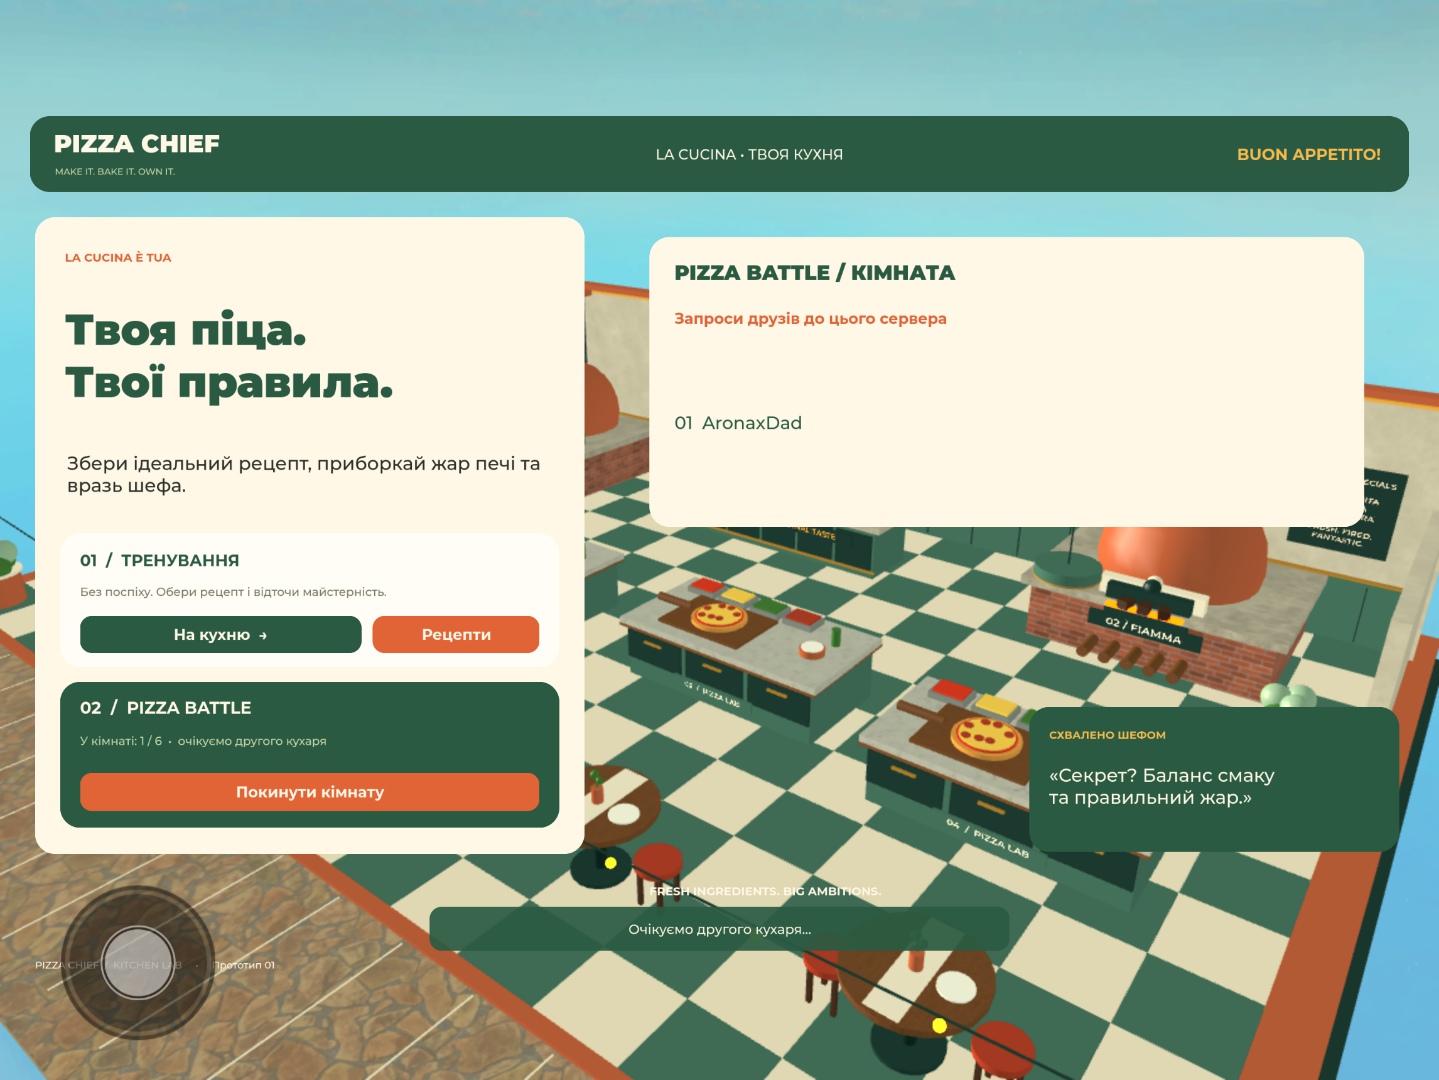 PIZZA CHIEF
MAKE IT. BAKE IT. OWN IT.
LA CUCINA • ТВОЯ КУХНЯ
BUON APPETITO!
LA CUCINA È TUA
Твоя піца.
Твої правила.
Збери ідеальний рецепт, приборкай жар печі та
вразь шефа.
01 / ТРЕНУВАННЯ
Без поспіху. Обери рецепт і відточи майстерність.
На кухню →
Рецепти
02 / PIZZA BATTLE
У кімнаті: 1 / 6 • очікуємо другого кухаря
Покинути кімнату
PIZZA BATTLE / КІМНАТА
Запроси друзів до цього сервера
01 AronaxDad
TASTE
FANTASTIC.
02 / FIAMMA
/ PIZZA LAB
04 / PIZZA LAB
СХВАЛЕНО ШЕФОМ
«Секрет? Баланс смаку
та правильний жар.»
FRESH INGREDIENTS. BIG AMBITIONS.
Очікуємо другого кухаря...
PIZZA CHIEF / KITCHEN LAB • Прототип 01